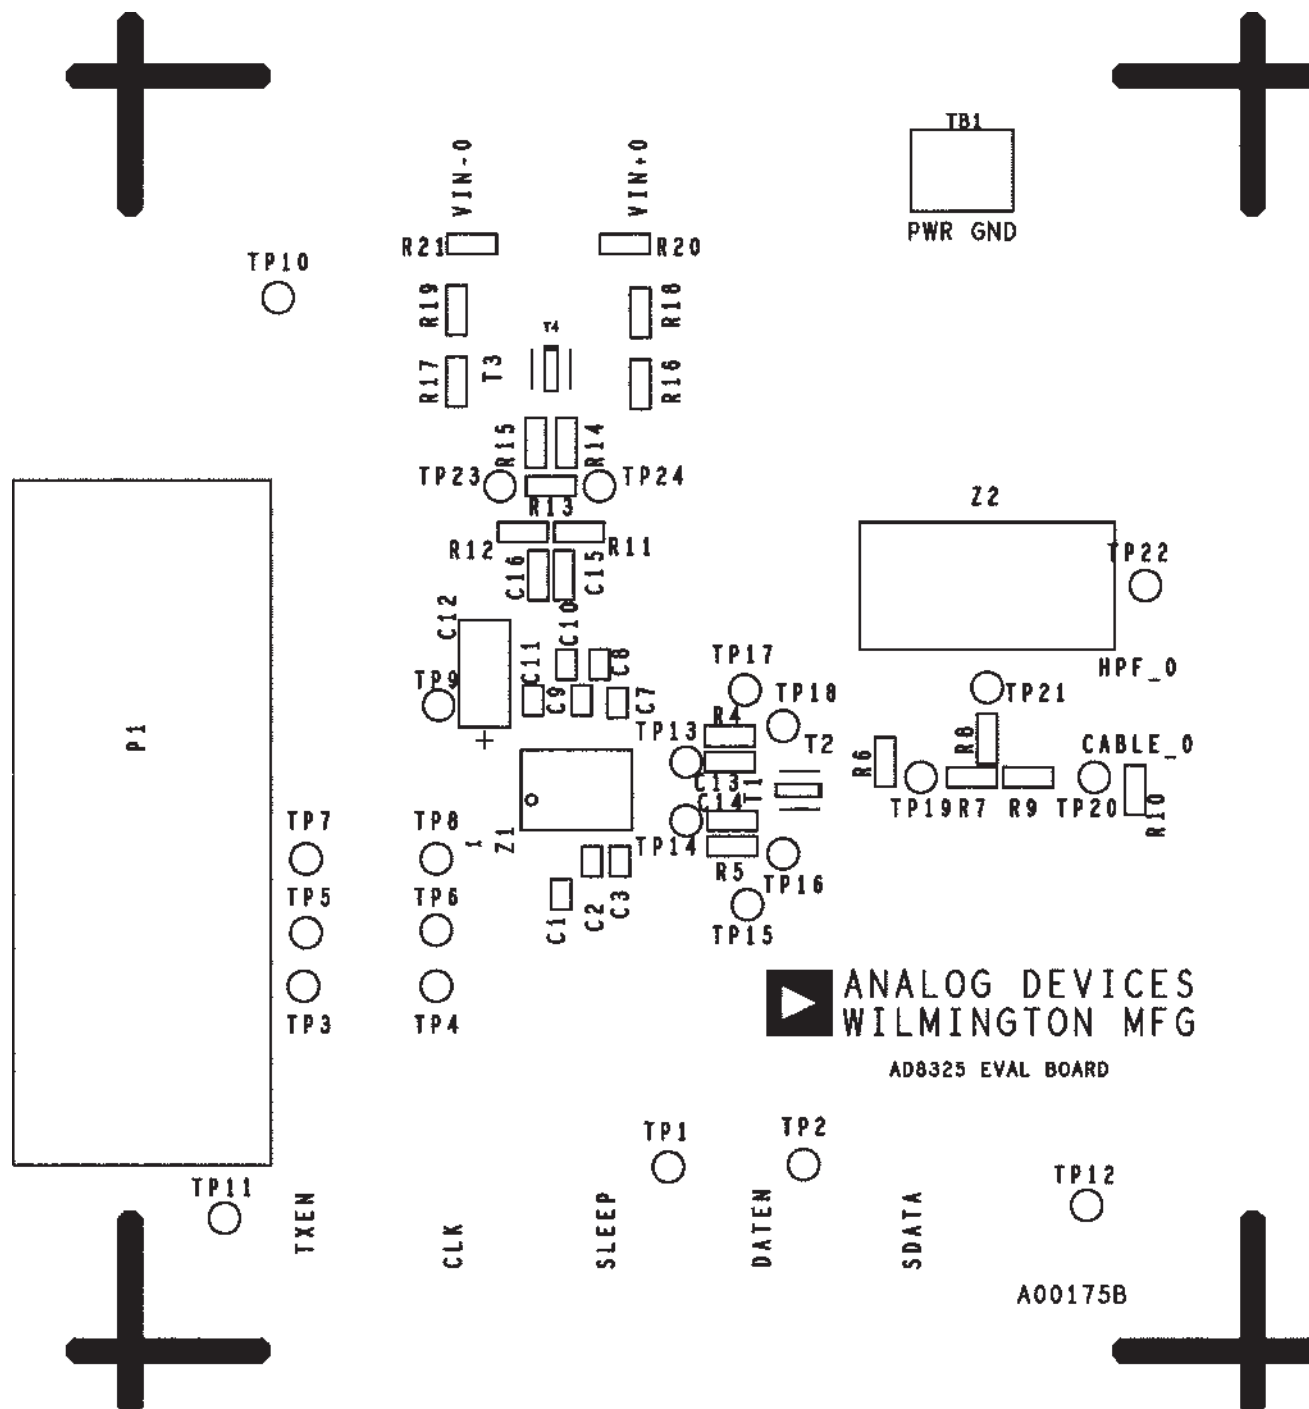 TB1
VIN-0
VIN+0
PWR GND
R21
R20
TP10
R19
R18
T4
R17
T3
R16
R15
R14
TP23
TP24
Z2
R13
R12
R11
TP22
C16
C15
C12
C10
C11
C8
TP17
HPF_0
TP9
C9
C7
TP18
TP21
R4
TP13
P1
T2
R6
R8
CABLE_0
C13
T1
C14
TP19
R7
R9
TP20
R10
TP7
TP8
1
Z1
TP14
R5
TP16
TP5
TP6
C1
C2
C3
TP15
ANALOG DEVICES
WILMINGTON MFG
TP3
TP4
AD8325 EVAL BOARD
TP1
TP2
TP11
TP12
TXEN
CLK
SLEEP
DATEN
SDATA
A00175B